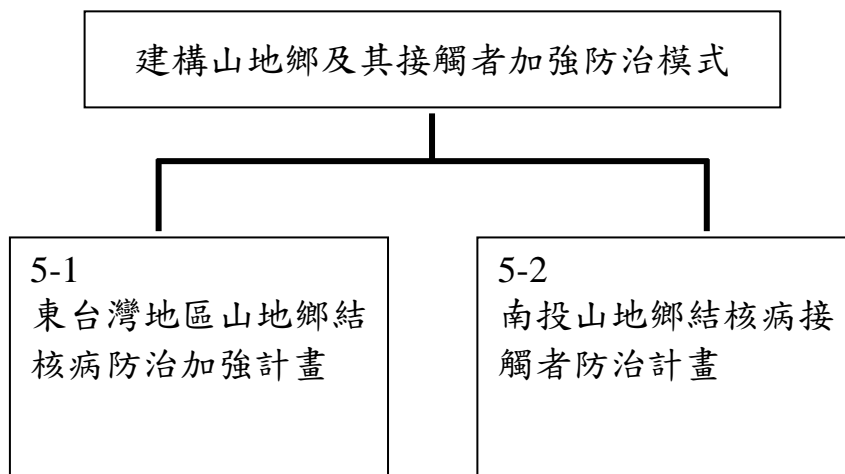 建構山地鄉及其接觸者加強防治模式
5-1
東台灣地區山地鄉結
核病防治加強計畫
5-2
南投山地鄉結核病接
觸者防治計畫